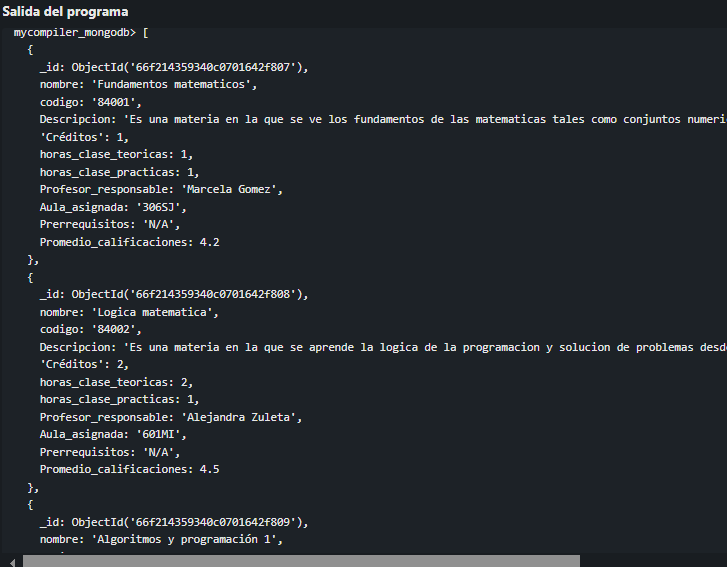 Salida del programa
mycompiler_mongodb> [
{
_id: ObjectId('66f214359340c0701642f807'),
nombre: 'Fundamentos matematicos',
codigo: '84001',
Descripcion: 'Es una materia en la que se ve los fundamentos de las matematicas tales como conjuntos numeri
'Créditos': 1,
horas_clase_teoricas: 1,
horas_clase_practicas: 1,
Profesor_responsable: 'Marcela Gomez',
Aula_asignada: '306SJ',
Prerrequisitos: 'N/A',
Promedio_calificaciones: 4.2
},
{
_id: ObjectId('66f214359340c0701642f808'),
nombre: 'Logica matematica',
codigo: '84002',
Descripcion: 'Es una materia en la que se aprende la logica de la programacion y solucion de problemas desd
'Créditos': 2,
horas_clase_teoricas: 2,
horas_clase_practicas: 1,
Profesor_responsable: 'Alejandra Zuleta',
Aula_asignada: '601MI',
Prerrequisitos: 'N/A',
Promedio_calificaciones: 4.5
},
{
_id: ObjectId('66f214359340c0701642f809'),
nombre: 'Algoritmos y programación 1',